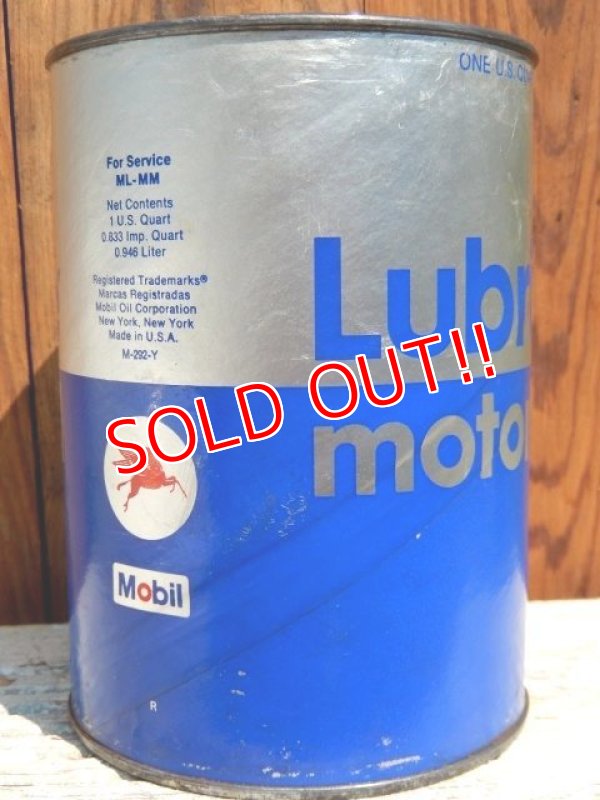 ONE U.S.
For Service
ML-MM
Net Contents
1 U.S. Quart
0.833 Imp. Quart
0.946 Liter
Registered Trademarks®
Marcas Registradas
Mobil Oil Corporation
New York, New York
Made in U.S.A.
M-292-Y
Lubr
moto
SOLD OUT!!
Mobil
R